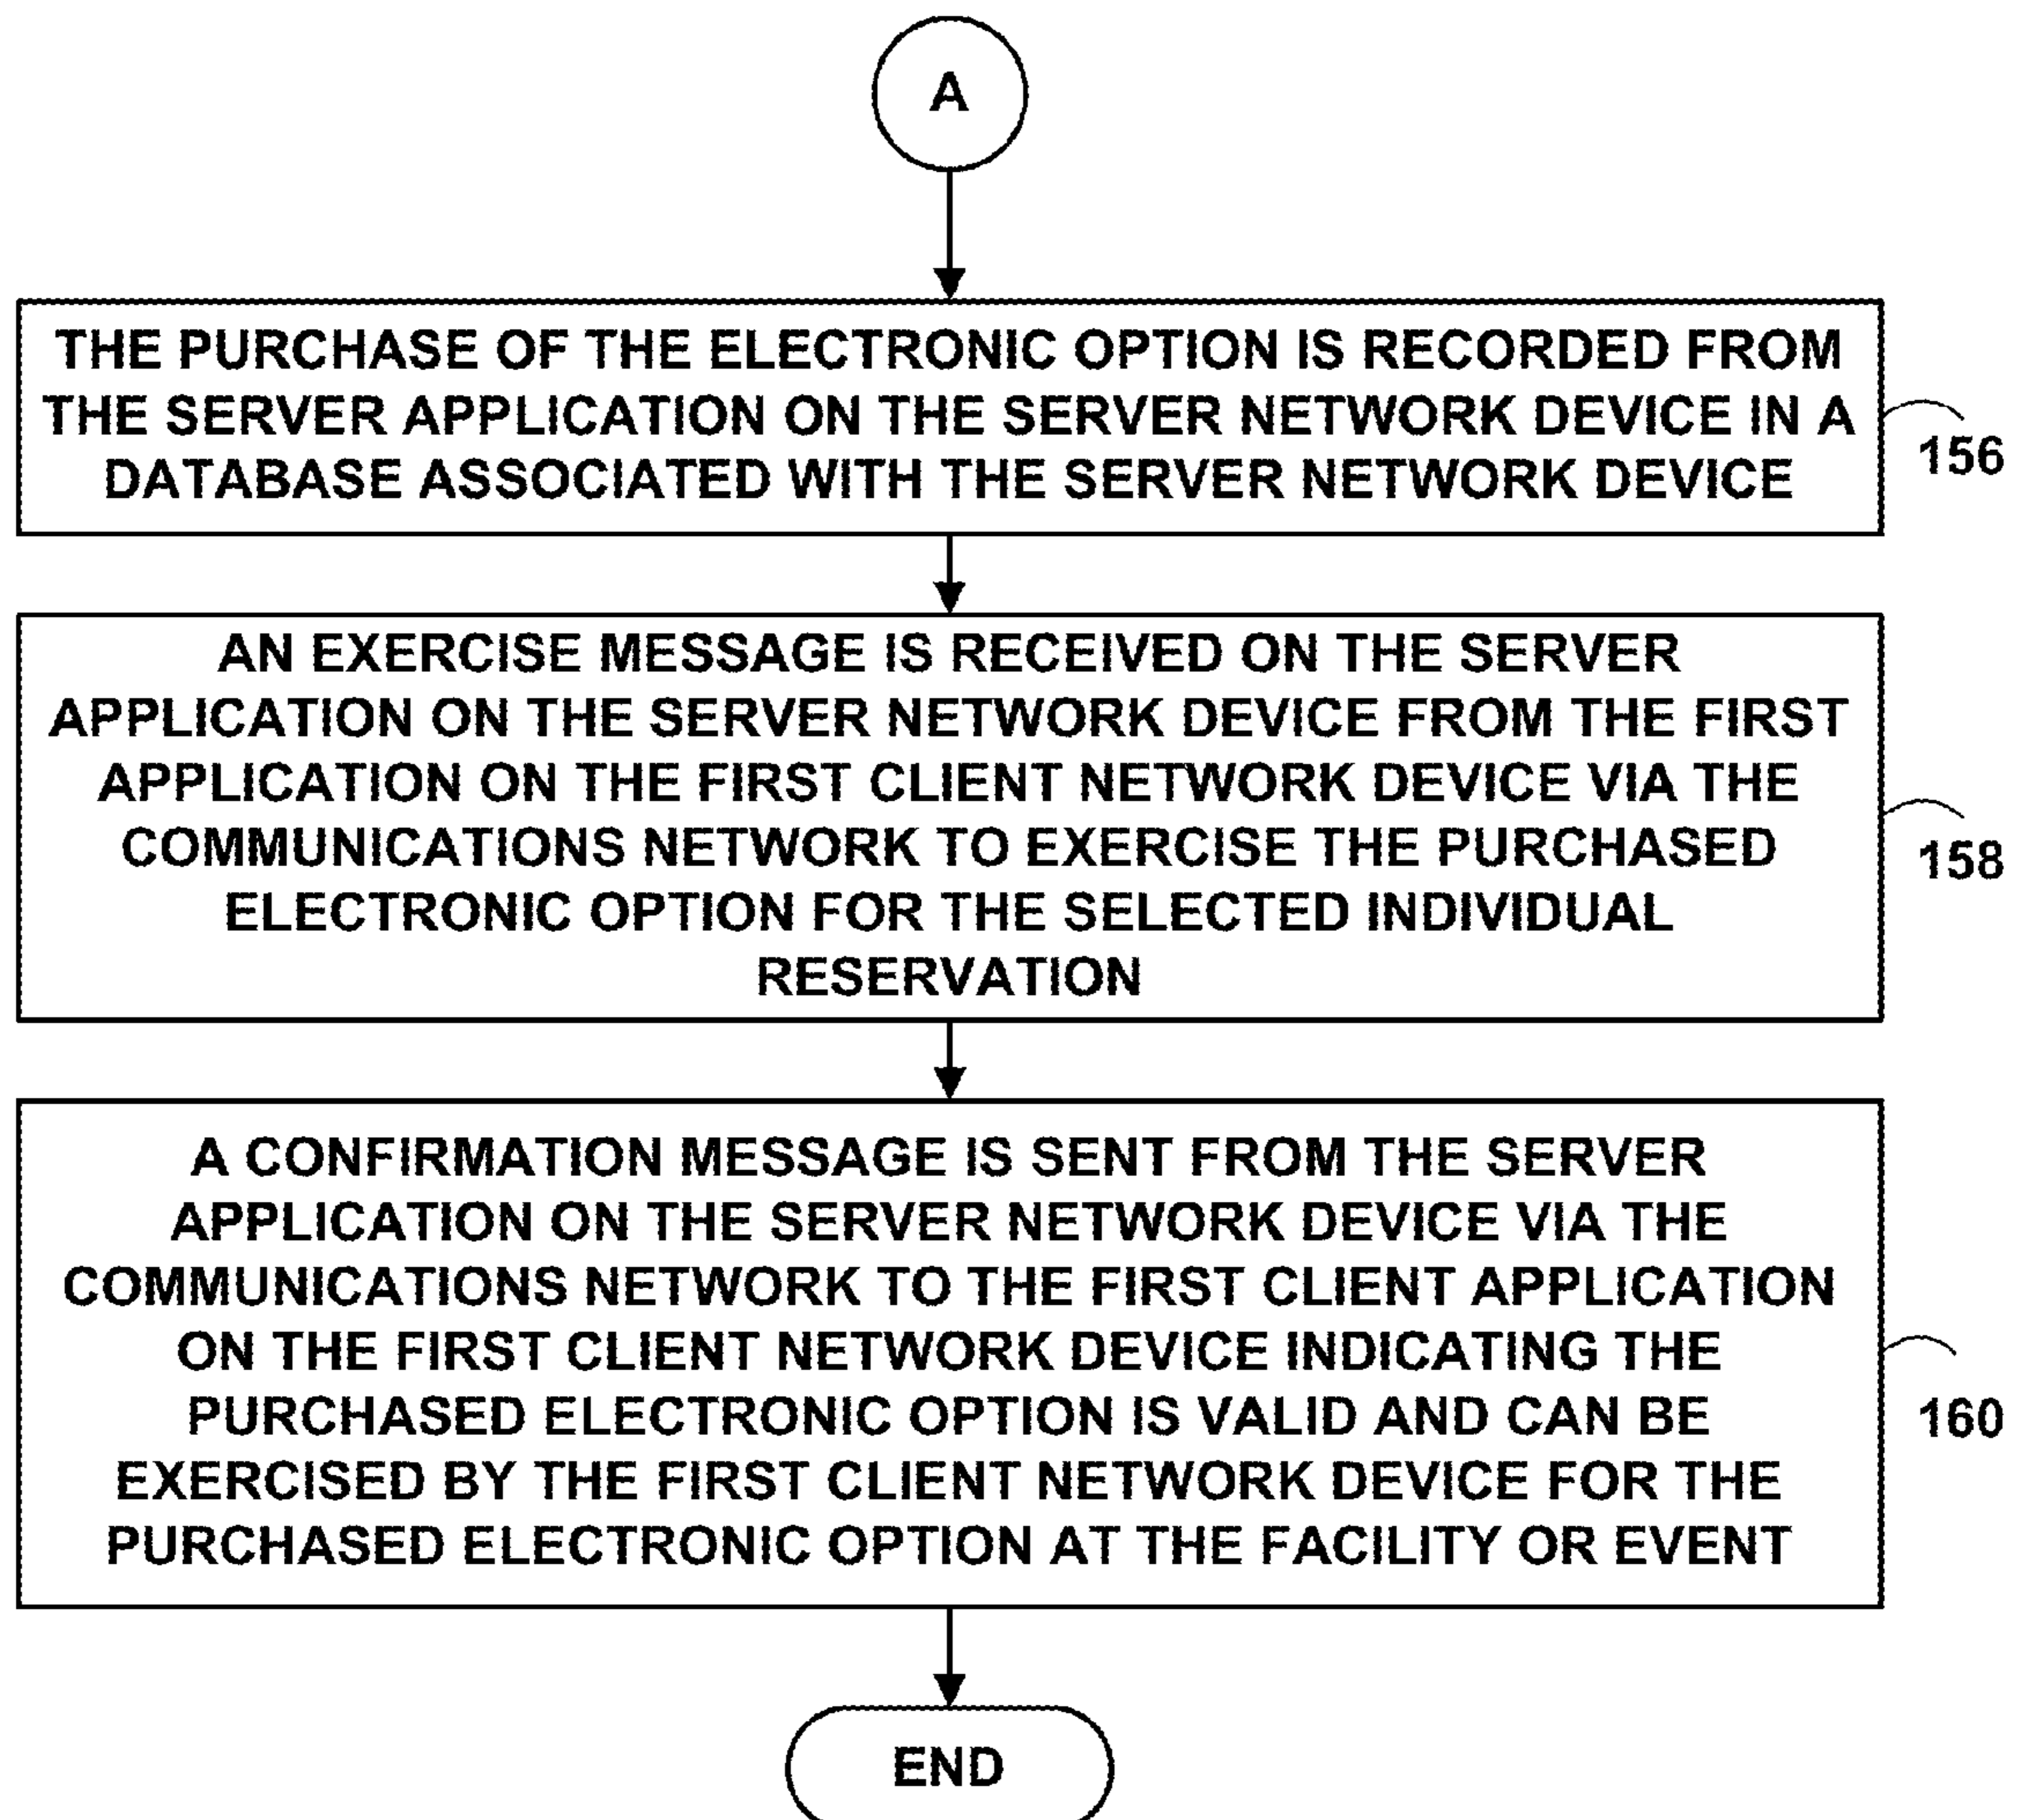 A
THE PURCHASE OF THE ELECTRONIC OPTION IS RECORDED FROM
THE SERVER APPLICATION ON THE SERVER NETWORK DEVICE IN A
DATABASE ASSOCIATED WITH THE SERVER NETWORK DEVICE
156
AN EXERCISE MESSAGE IS RECEIVED ON THE SERVER
APPLICATION ON THE SERVER NETWORK DEVICE FROM THE FIRST
APPLICATION ON THE FIRST CLIENT NETWORK DEVICE VIA THE
COMMUNICATIONS NETWORK TO EXERCISE THE PURCHASED
ELECTRONIC OPTION FOR THE SELECTED INDIVIDUAL
RESERVATION
158
A CONFIRMATION MESSAGE IS SENT FROM THE SERVER
APPLICATION ON THE SERVER NETWORK DEVICE VIA THE
COMMUNICATIONS NETWORK TO THE FIRST CLIENT APPLICATION
ON THE FIRST CLIENT NETWORK DEVICE INDICATING THE
PURCHASED ELECTRONIC OPTION IS VALID AND CAN BE
EXERCISED BY THE FIRST CLIENT NETWORK DEVICE FOR THE
PURCHASED ELECTRONIC OPTION AT THE FACILITY OR EVENT
160
END